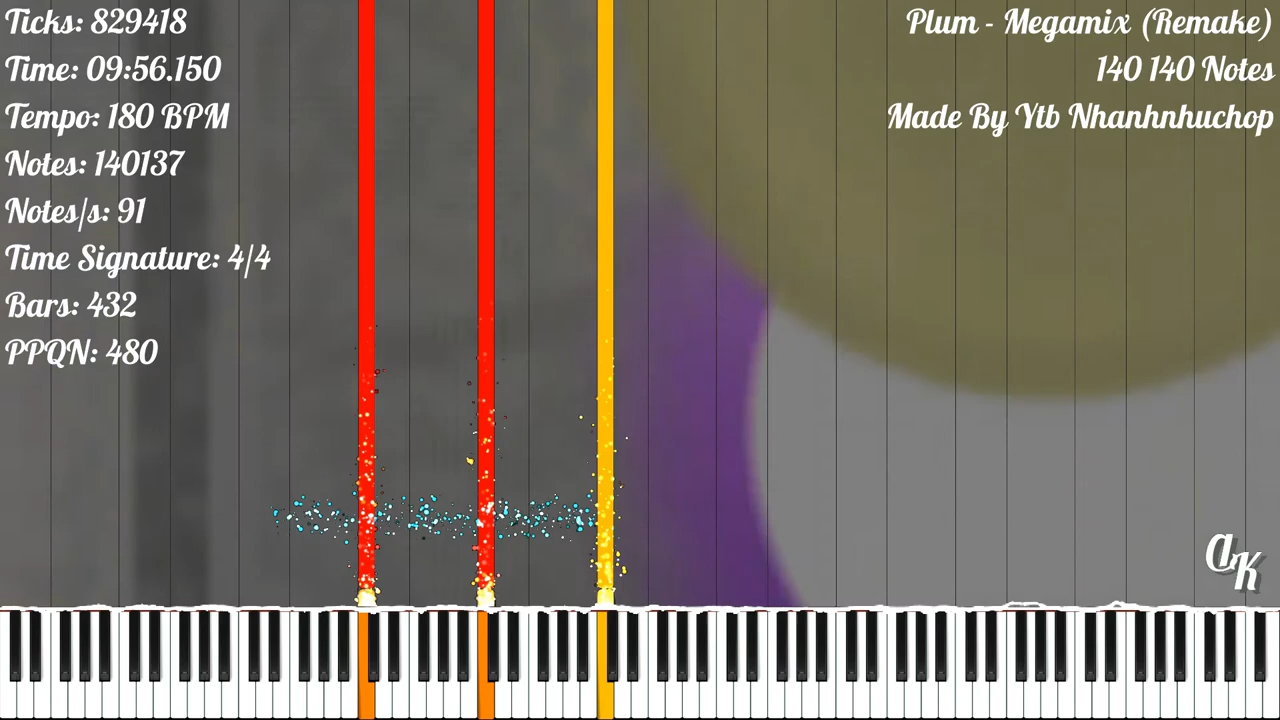 Ticks: 829418
Time: 09:56.150
Tempo: 180 BPM
Notes: 140137
Notes/s: 91
Time Signature: 4/4
Bars: 432
PPQN: 480
Plum - Megamix (Remake)
140 140 Notes
Made By Ytb Nhanhnhuchop
AK